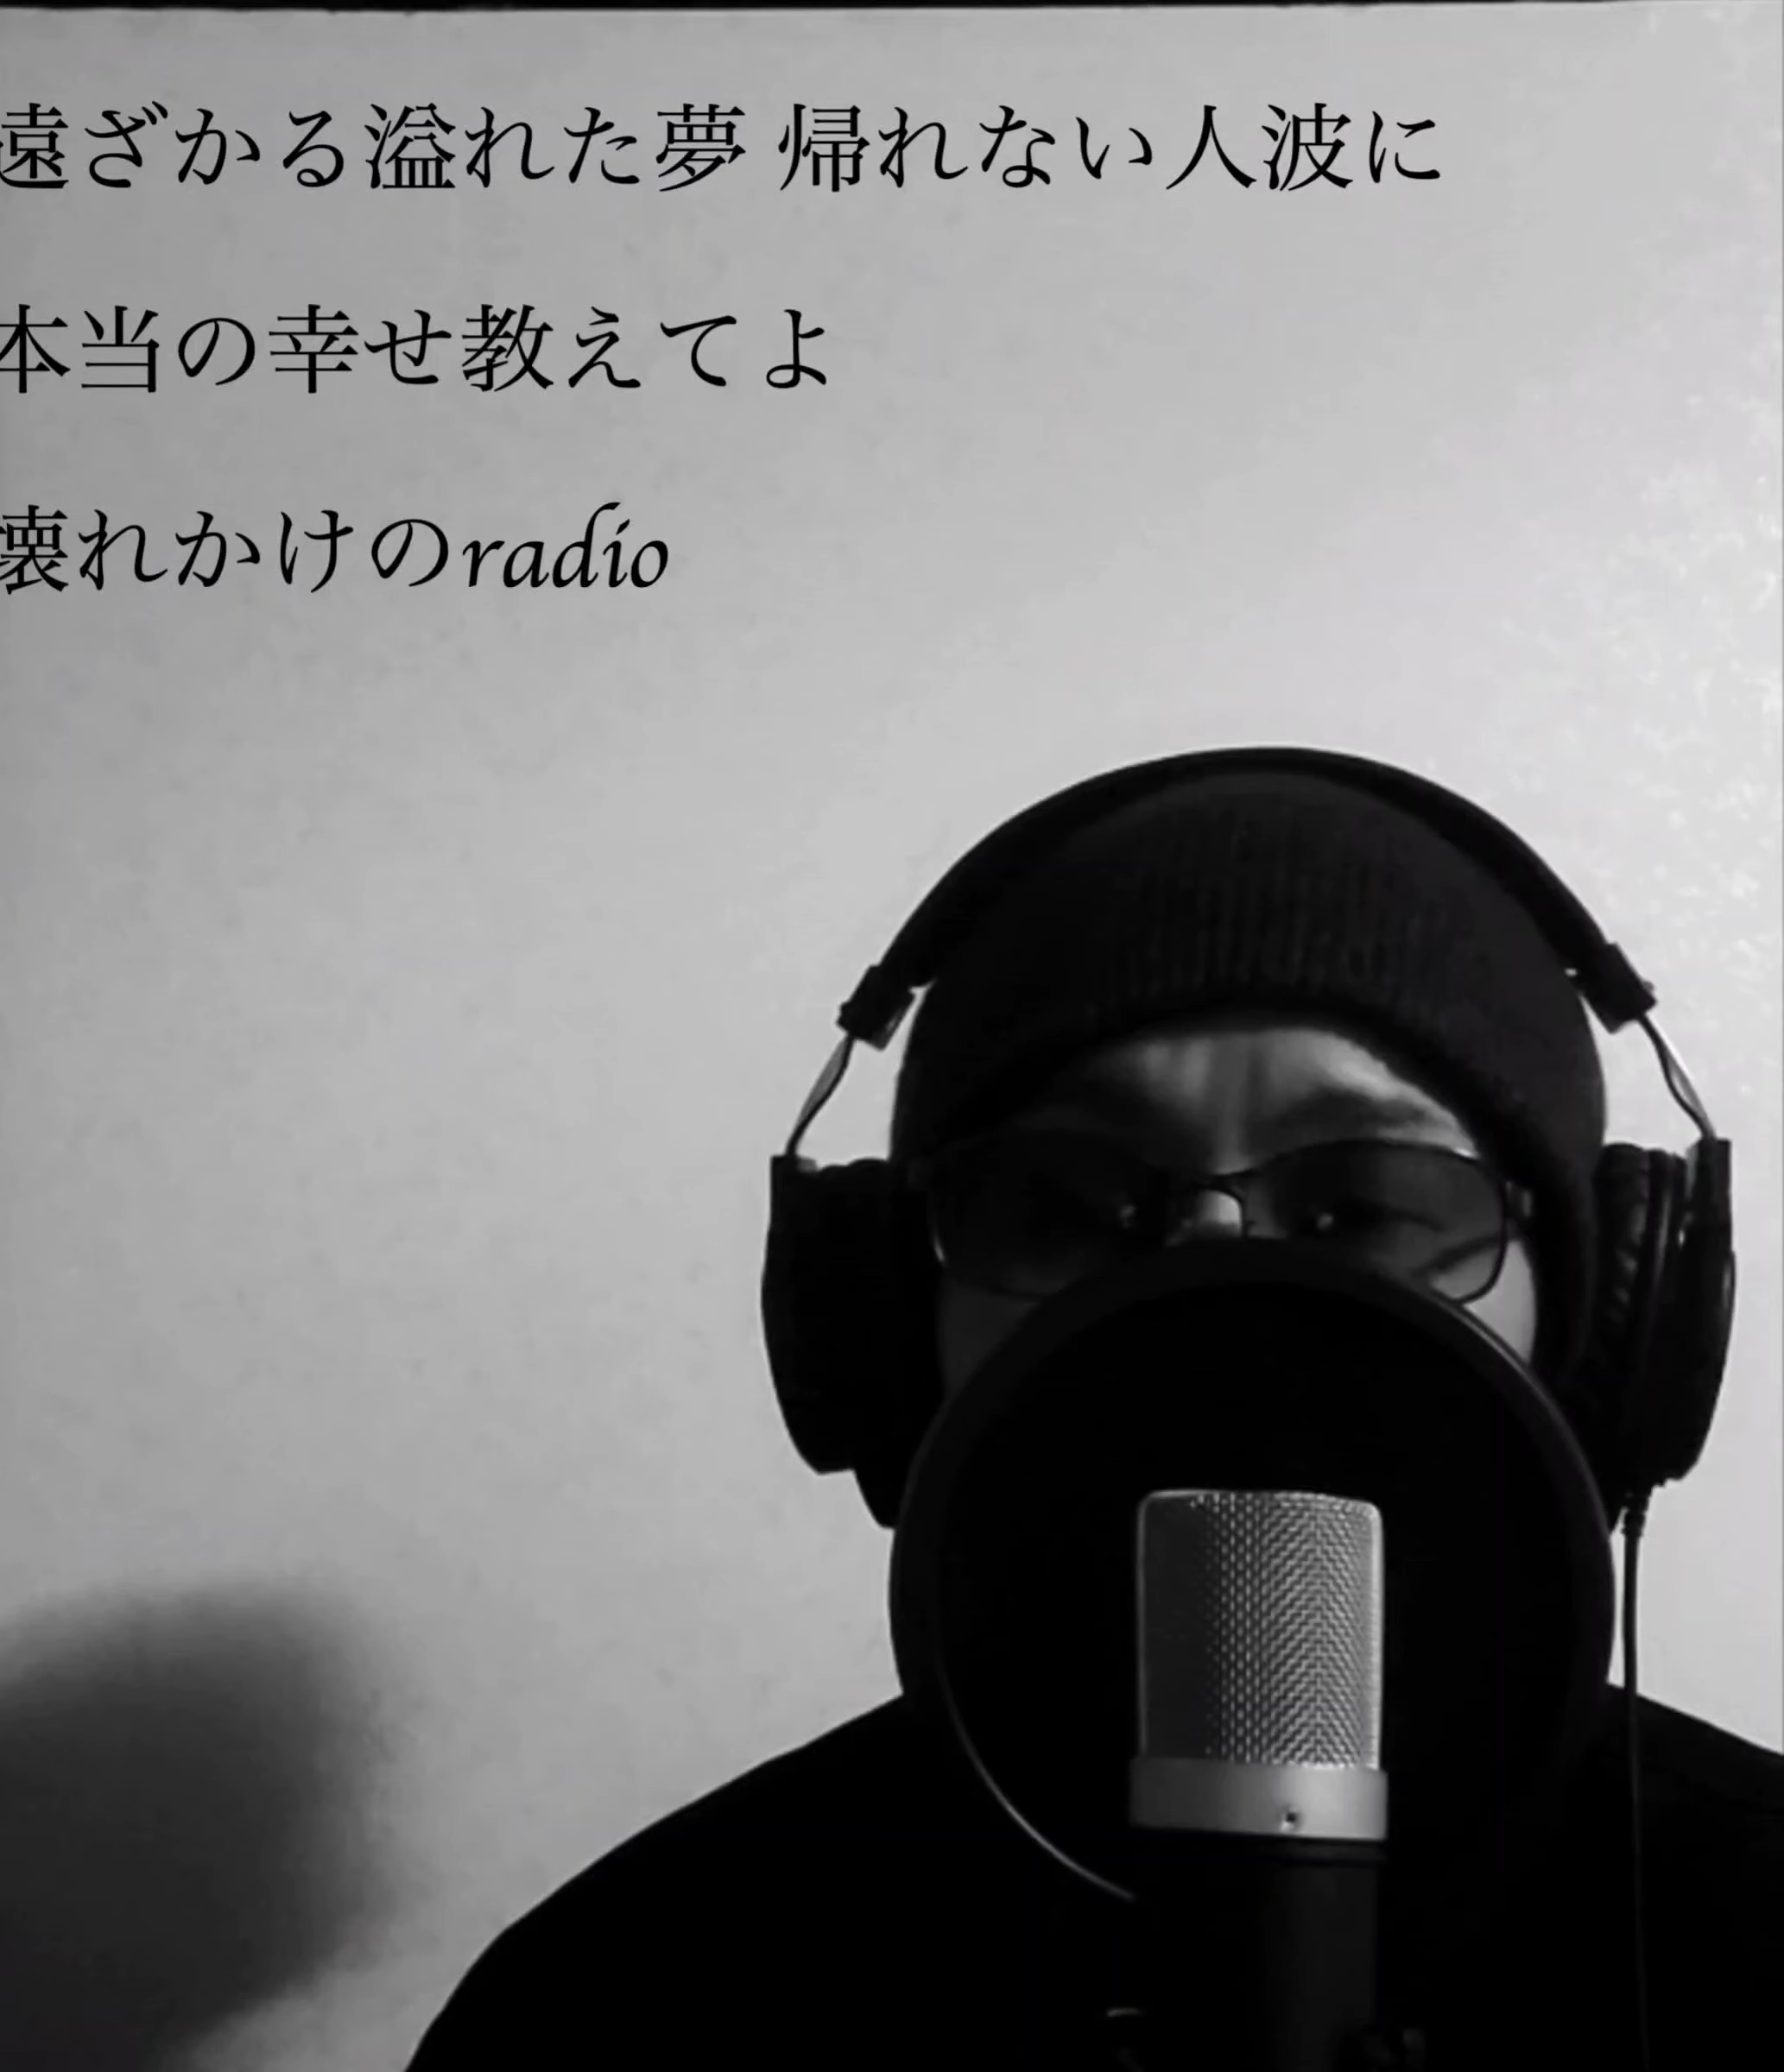 遠ざかる溢れた夢 帰れない人波に
本当の幸せ教えてよ
壊れかけのradio